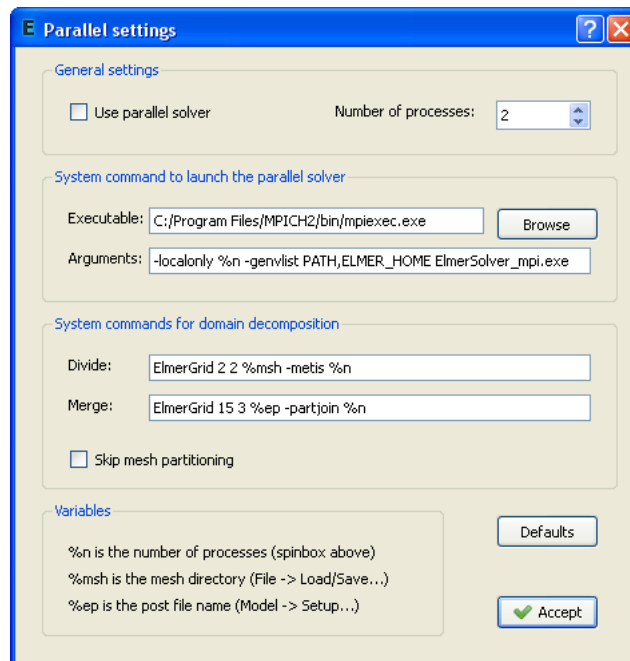 E Parallel settings
General settings
Use parallel solver Number of processes: 2
System command to launch the parallel solver
Executable: C:/Program Files/MPICH2/bin/mpiexec.exe Browse
Arguments: -localonly %n -genvlist PATH,ELMER_HOME ElmerSolver_mpi.exe
System commands for domain decomposition
Divide: ElmerGrid 2 2 %msh -metis %n
Merge: ElmerGrid 15 3 %ep -partjoin %n
Skip mesh partitioning
Variables
%n is the number of processes (spinbox above)
%msh is the mesh directory (File -> Load/Save...)
%ep is the post file name (Model -> Setup...)
Defaults
Accept